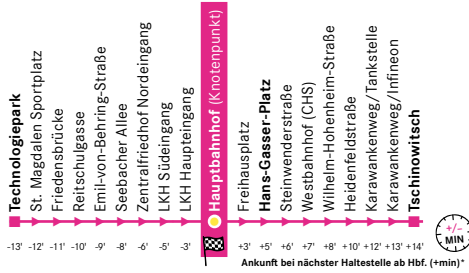 Technologiepark
St. Magdalen Sportplatz
Friedensbrücke
Reitschulgasse
Emil-von-Behring-Straße
Seebacher Allee
Zentralfriedhof Nordeingang
LKH Südeingang
LKH Haupteingang
Hauptbahnhof (Knotenpunkt)
Freihausplatz
Hans-Gasser-Platz
Steinwenderstraße
Westbahnhof (CHS)
Wilhelm-Hohenheim-Straße
Heidenfeldstraße
Karawankenweg/Tankstelle
Karawankenweg/Infineon
Tschinowitsch
-13' -12' -11' -10' -9' -8' -6' -5' -3' +3' +5' +6' +7' +8' +10' +12' +13' +14'
+/-
MIN
Ankunft bei nächster Haltestelle ab Hbf. (+min)*